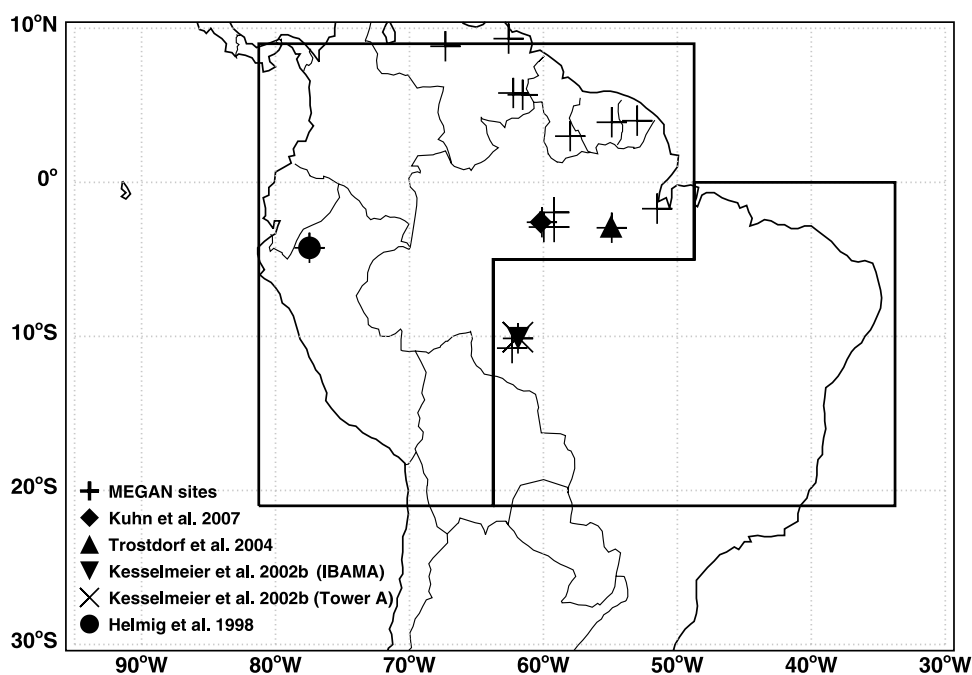 10°N
0°
10°S
20°S
30°S
MEGAN sites
Kuhn et al. 2007
Trostdorf et al. 2004
Kesselmeier et al. 2002b (IBAMA)
Kesselmeier et al. 2002b (Tower A)
Helmig et al. 1998
90°W 80°W 70°W 60°W 50°W 40°W 30°W